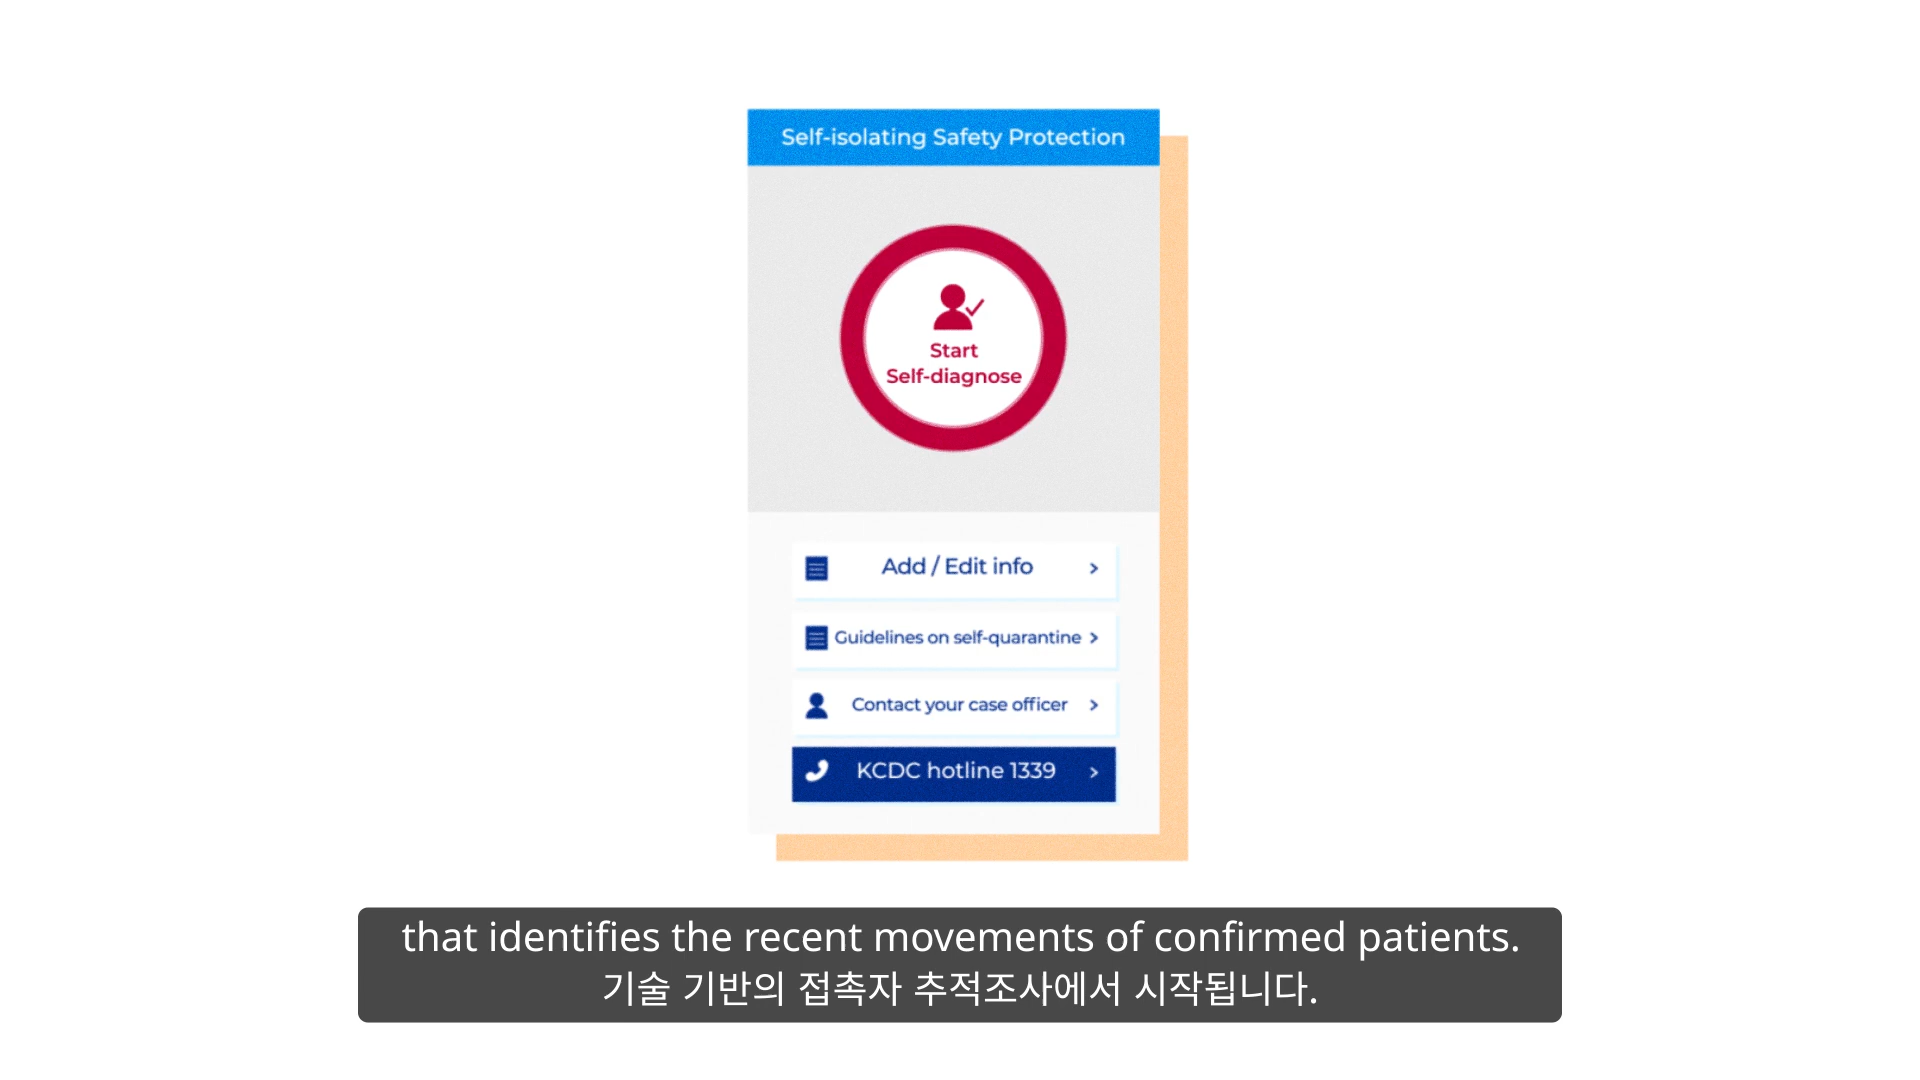 Self-isolating Safety Protection
Start
Self-diagnose
Add / Edit info
Guidelines on self-quarantine
Contact your case officer
KCDC hotline 1339
that identifies the recent movements of confirmed patients.
기술 기반의 접촉자 추적조사에서 시작됩니다.